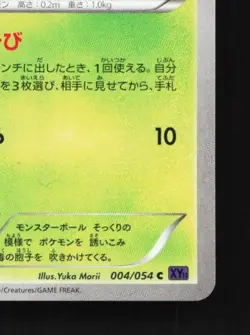 モン 高さ:0.2m 重さ:1.0kg
び
ンチに出したとき、1回使える。自分
を3枚選び、相手に見せてから、手札
10
モンスターボール そっくりの
模様で ポケモンを 誘いこみ
毒の胞子を 吹きかけてくる。
Illus.Yuka Morii 004/054 C XY
/Creatures/GAME FREAK.